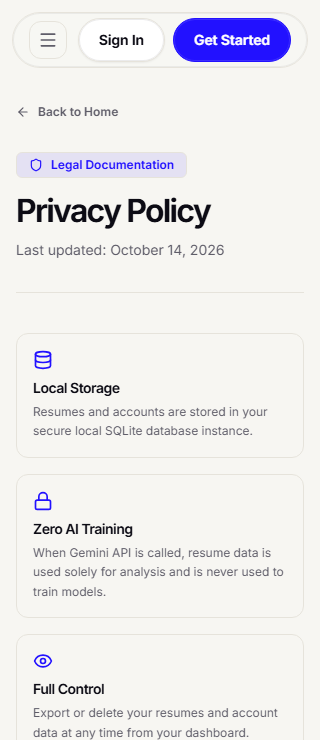 Sign In
Get Started
Back to Home
Legal Documentation
Privacy Policy
Last updated: October 14, 2026
Local Storage
Resumes and accounts are stored in your
secure local SQLite database instance.
Zero AI Training
When Gemini API is called, resume data is
used solely for analysis and is never used to
train models.
Full Control
Export or delete your resumes and account
data at any time from your dashboard.